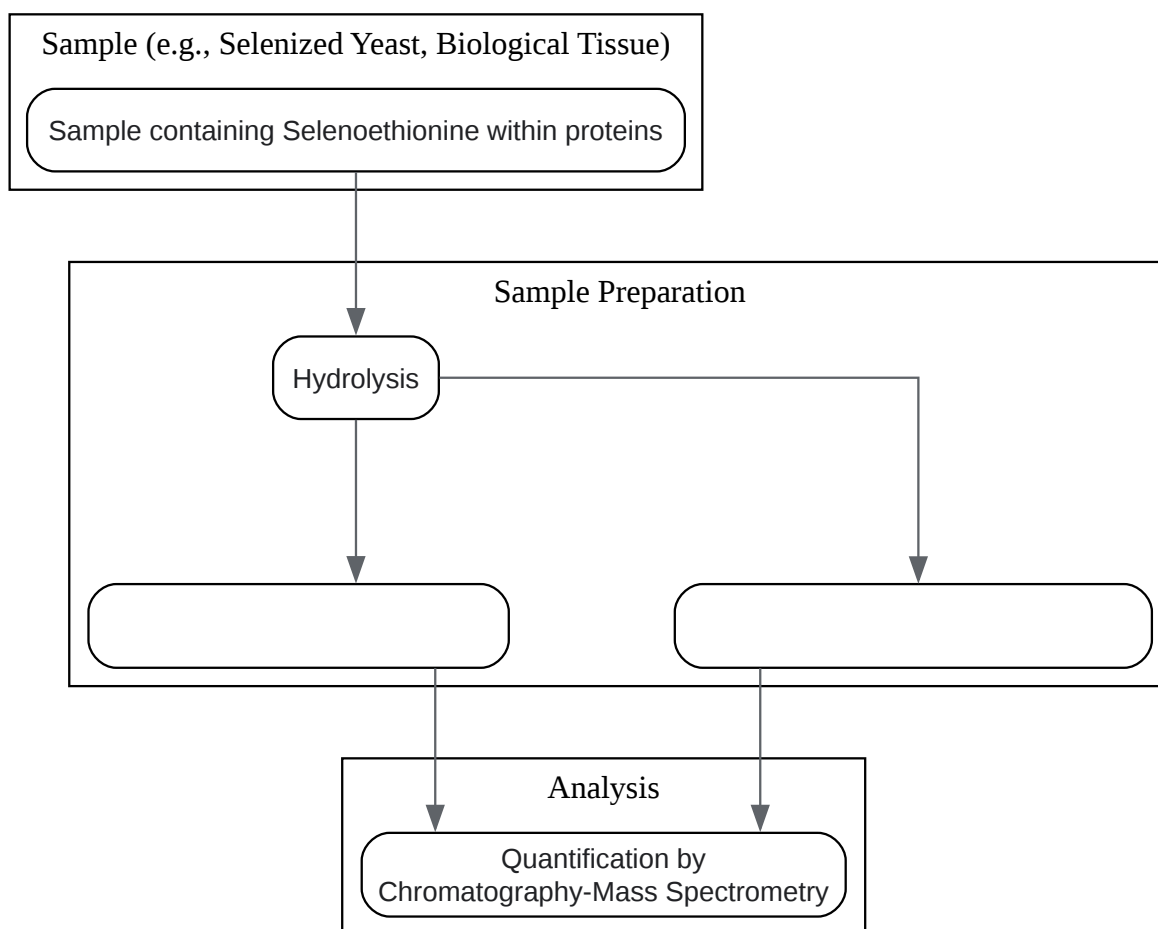 Sample (e.g., Selenized Yeast, Biological Tissue)
Sample containing Selenoethionine within proteins
Sample Preparation
Hydrolysis
Analysis
Quantification by
Chromatography-Mass Spectrometry